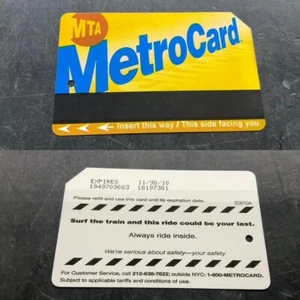 MTA
MetroCard
Insert this way / This side facing you
EXPIRES 11/30/10
1949709663 18197301
Please refill and use this card until its expiration date.
Surf the train and this ride could be your last.
Always ride inside.
We're serious about safety—your safety
For Customer Service, call 212-638-7622; outside NYC: 1-800-METROCARD.
Subject to applicable tariffs and conditions of use.